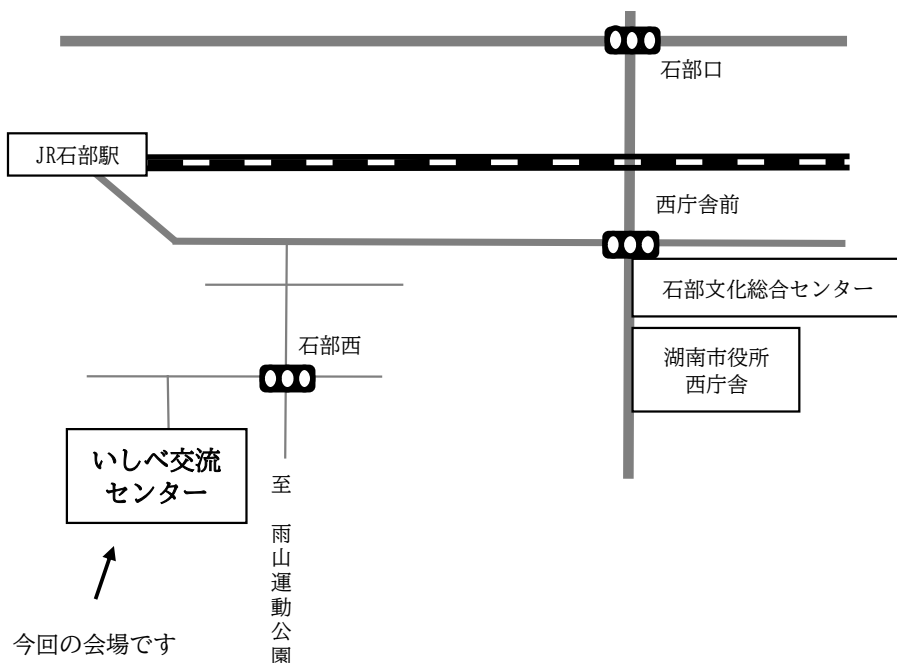 石部口
JR石部駅
西庁舎前
石部文化総合センター
石部西
湖南市役所
西庁舎
いしべ交流
センター
至 雨山運動公園
今回の会場です